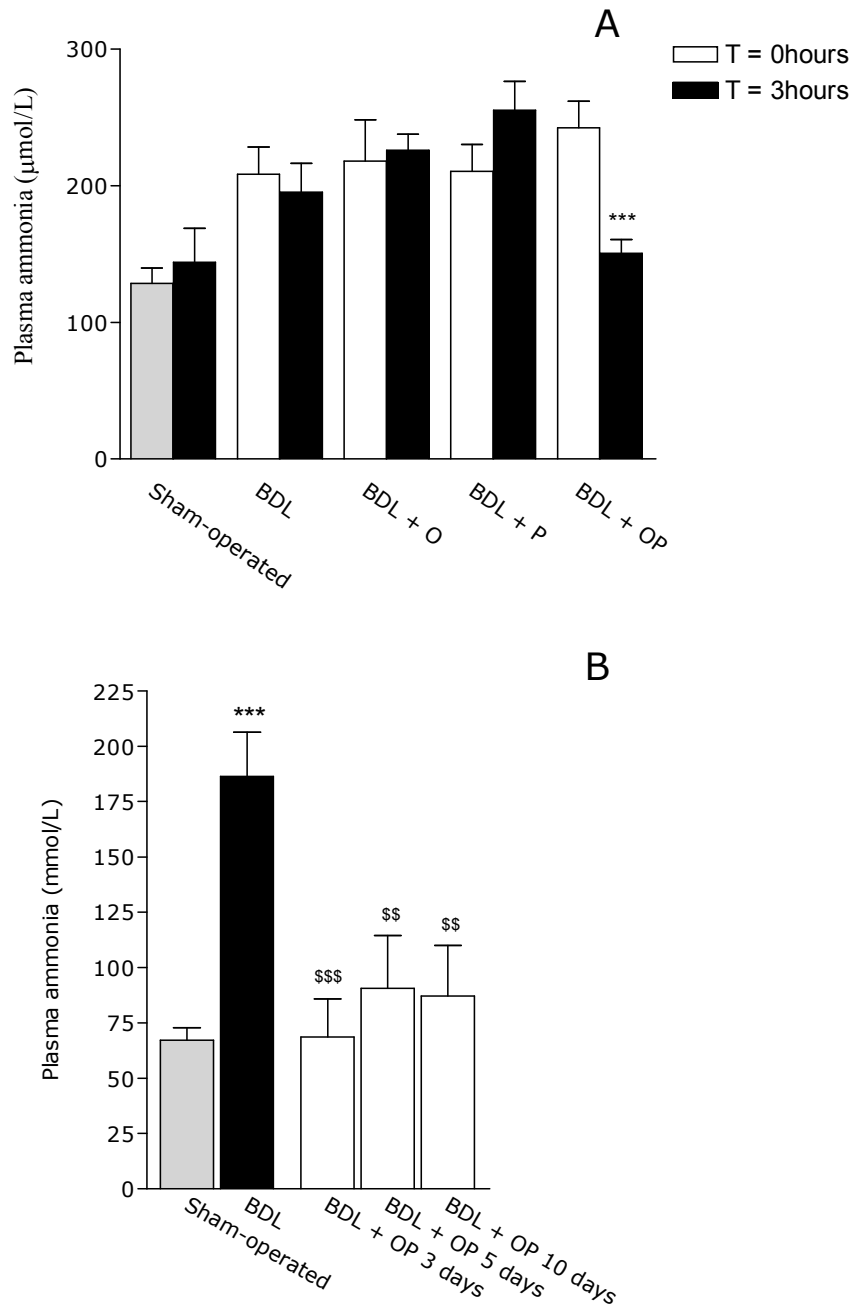 A
T = 0hours
T = 3hours
Plasma ammonia (μmol/L)
300
200
100
0
***
Sham-operated
BDL
BDL + O
BDL + P
BDL + OP
B
Plasma ammonia (mmol/L)
225
200
175
150
125
100
75
50
25
0
***
$$$
$$
$$
Sham-operated
BDL
BDL + OP 3 days
BDL + OP 5 days
BDL + OP 10 days